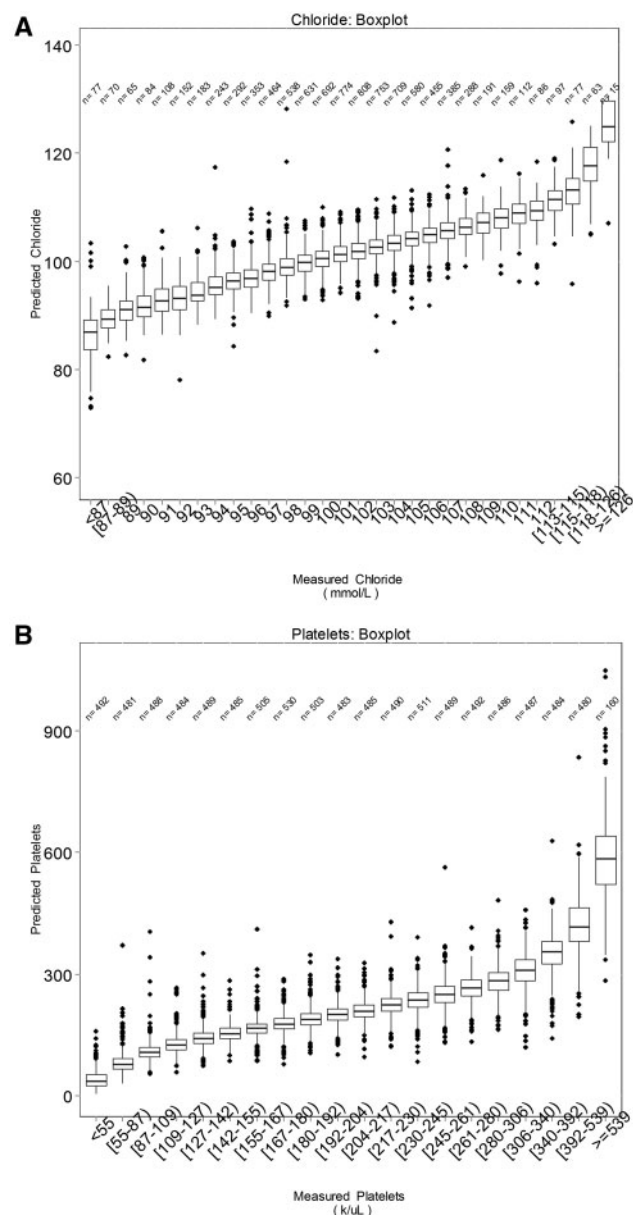 A
Chloride: Boxplot
140
120
100
80
60
Predicted Chloride
n= 77
n= 70
n= 65
n= 84
n= 108
n= 152
n= 183
n= 243
n= 292
n= 353
n= 464
n= 538
n= 631
n= 692
n= 774
n= 808
n= 753
n= 709
n= 580
n= 455
n= 385
n= 288
n= 191
n= 159
n= 112
n= 86
n= 97
n= 77
n= 63
n= 15
<87
[87-89)
89
90
91
92
93
94
95
96
97
98
99
100
101
102
103
104
105
106
107
108
109
110
111
112
[113-115)
[115-118)
[118-126)
>=126
Measured Chloride
( mmol/L )
B
Platelets: Boxplot
900
600
300
0
Predicted Platelets
n= 492
n= 481
n= 488
n= 484
n= 489
n= 485
n= 505
n= 530
n= 503
n= 483
n= 485
n= 490
n= 511
n= 489
n= 492
n= 486
n= 487
n= 484
n= 480
n= 160
<55
[55-87)
[87-109)
[109-127)
[127-142)
[142-155)
[155-167)
[167-180)
[180-192)
[192-204)
[204-217)
[217-230)
[230-245)
[245-261)
[261-280)
[280-306)
[306-340)
[340-392)
[392-539)
>=539
Measured Platelets
( k/uL )